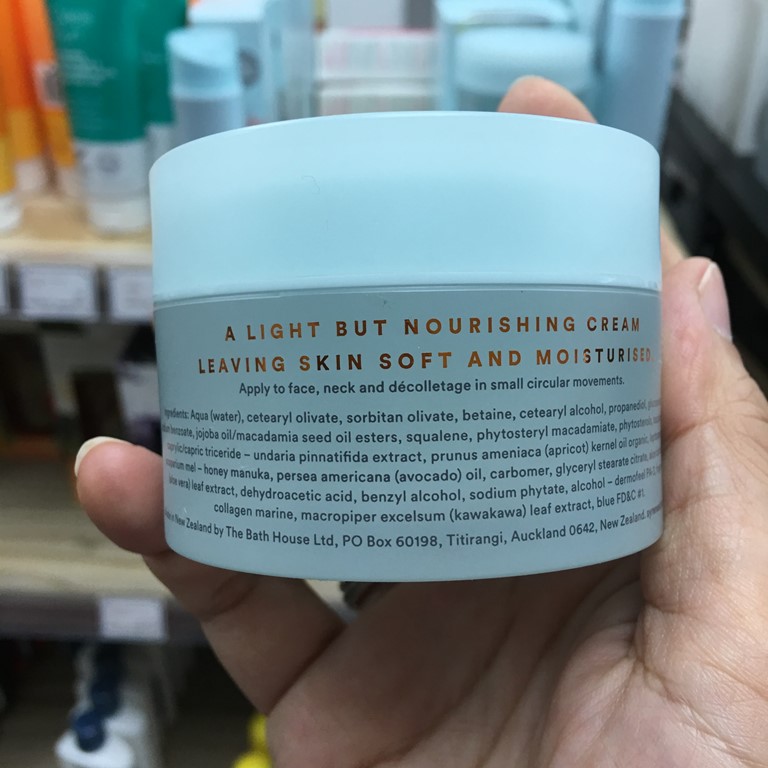 A LIGHT BUT NOURISHING CREAM
LEAVING SKIN SOFT AND MOISTURISED.
Apply to face, neck and décolletage in small circular movements.
Ingredients: Aqua (water), cetearyl olivate, sorbitan olivate, betaine, cetearyl alcohol, propanediol,
benzoate, jojoba oil/macadamia seed oil esters, squalene, phytosteryl macadamiate, phytosterols,
caprylic/capric triceride – undaria pinnatifida extract, prunus ameniaca (apricot) kernel oil organic,
mel – honey manuka, persea americana (avocado) oil, carbomer, glyceryl stearate citrate,
(aloe vera) leaf extract, dehydroacetic acid, benzyl alcohol, sodium phytate, alcohol – dermofeel PA-3,
collagen marine, macropiper excelsum (kawakawa) leaf extract, blue FD&C #1.
in New Zealand by The Bath House Ltd, PO Box 60198, Titirangi, Auckland 0642, New Zealand.